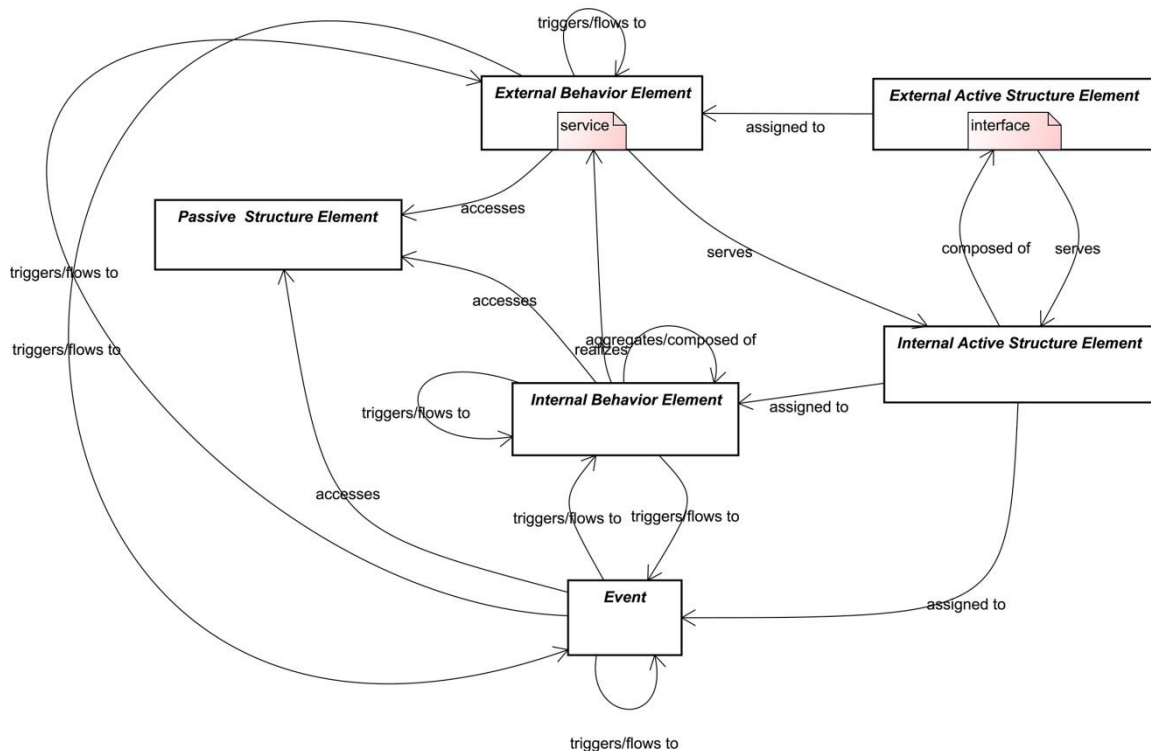 triggers/flows to
External Behavior Element
service
External Active Structure Element
interface
assigned to
Passive Structure Element
accesses
serves
composed of
serves
triggers/flows to
accesses
triggers/flows to
realizes
aggregates/composed of
Internal Active Structure Element
Internal Behavior Element
triggers/flows to
assigned to
accesses
triggers/flows to
triggers/flows to
Event
assigned to
triggers/flows to